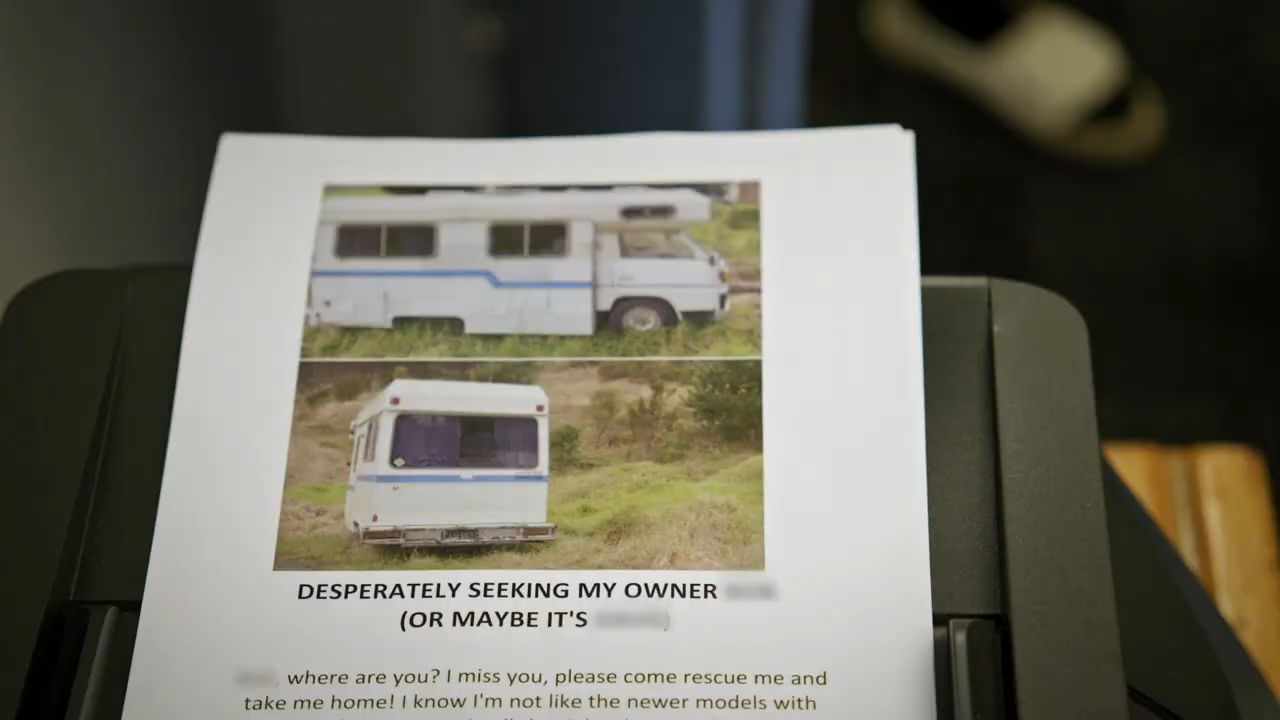 DESPERATELY SEEKING MY OWNER
(OR MAYBE IT'S
where are you? I miss you, please come rescue me and
take me home! I know I'm not like the newer models with